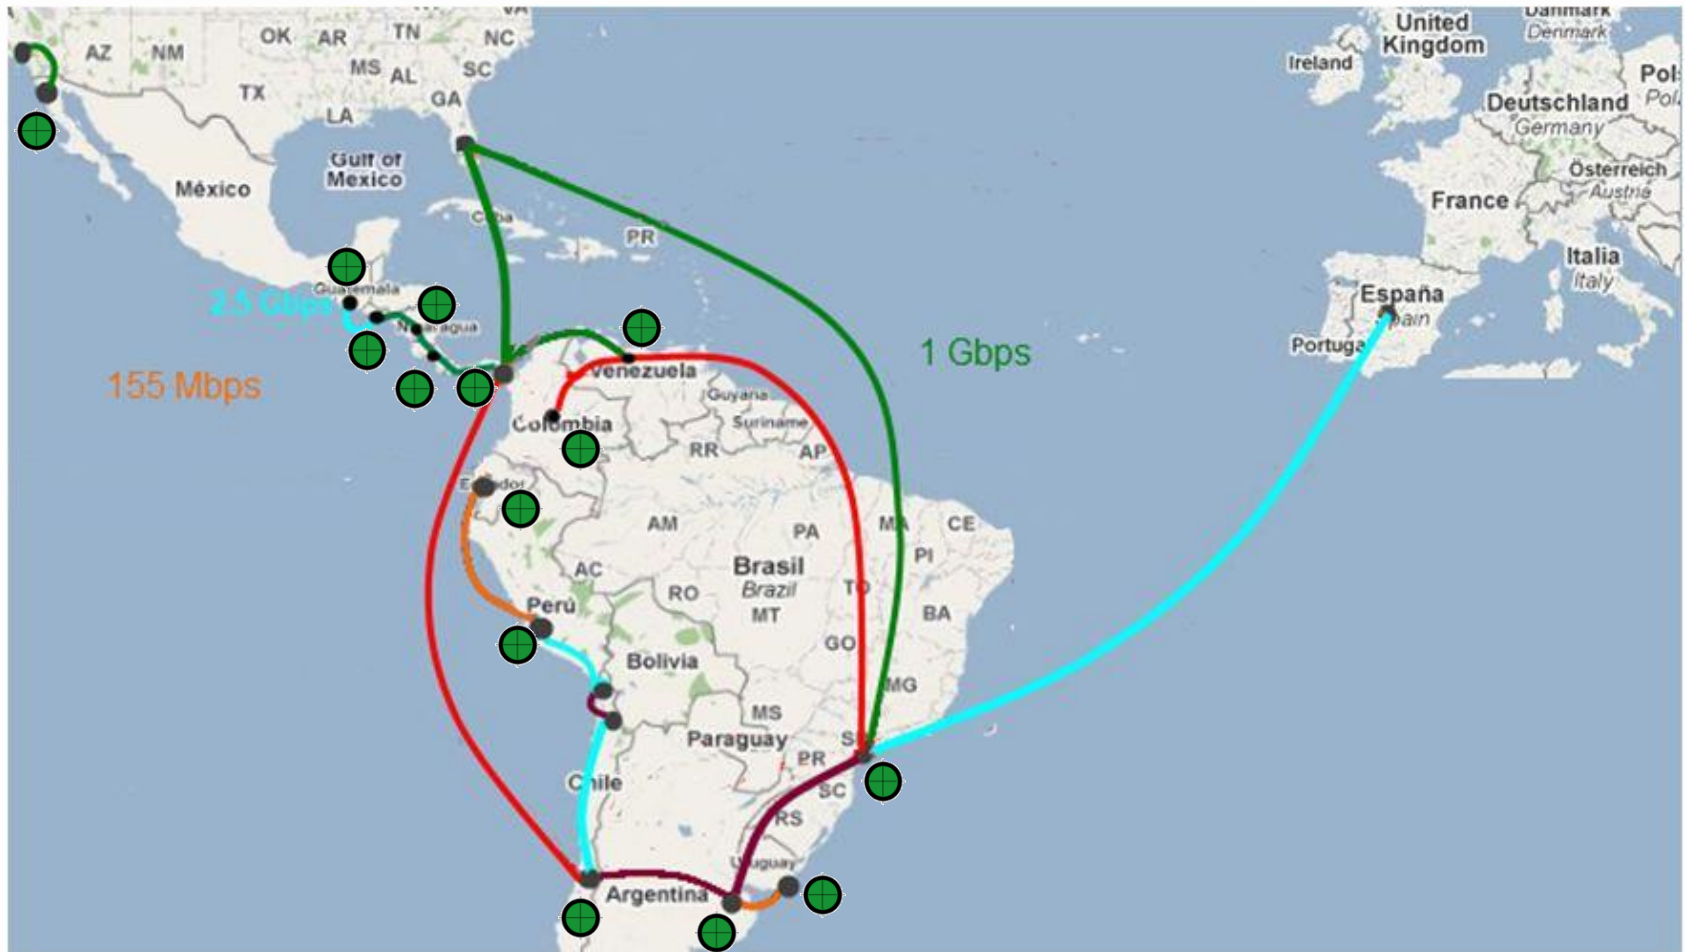 VA
OK
AR
TN
NC
AZ
NM
MS
AL
SC
TX
GA
LA
Gulf of
Mexico
México
Cuba
PR
Guatemala
2.5 Gbps
Nicaragua
155 Mbps
1 Gbps
Venezuela
Guyana
Suriname
Colombia
RR
AP
Ecuador
AM
PA
MA
CE
PI
Brasil
Brazil
AC
RO
TO
MT
BA
Perú
GO
Bolivia
MG
MS
Paraguay
PR
SC
Chile
RS
Uruguay
Argentina
United
Kingdom
Ireland
Danmark
Denmark
Pol
Pol
Deutschland
Germany
Österreich
Austria
France
Italia
Italy
España
Spain
Portuga